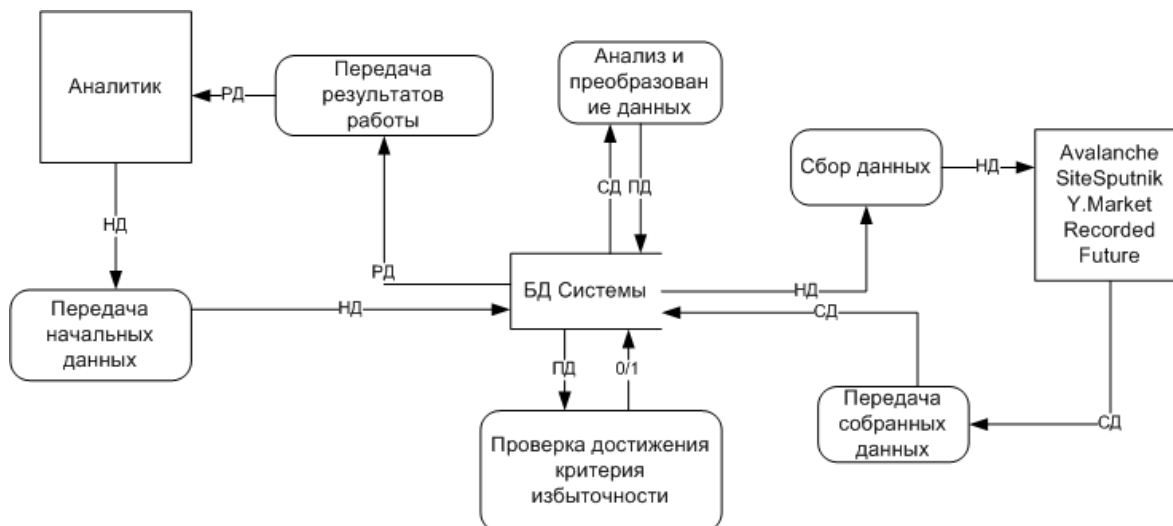 Аналитик
РД
Передача
результатов
работы
Анализ и
преобразован
ие данных
Сбор данных
НД
Avalanche
SiteSputnik
Y.Market
Recorded
Future
НД
СД
ПД
РД
БД Системы
НД
Передача
начальных
данных
НД
СД
ПД
0/1
Передача
собранных
данных
СД
Проверка достижения
критерия
избыточности